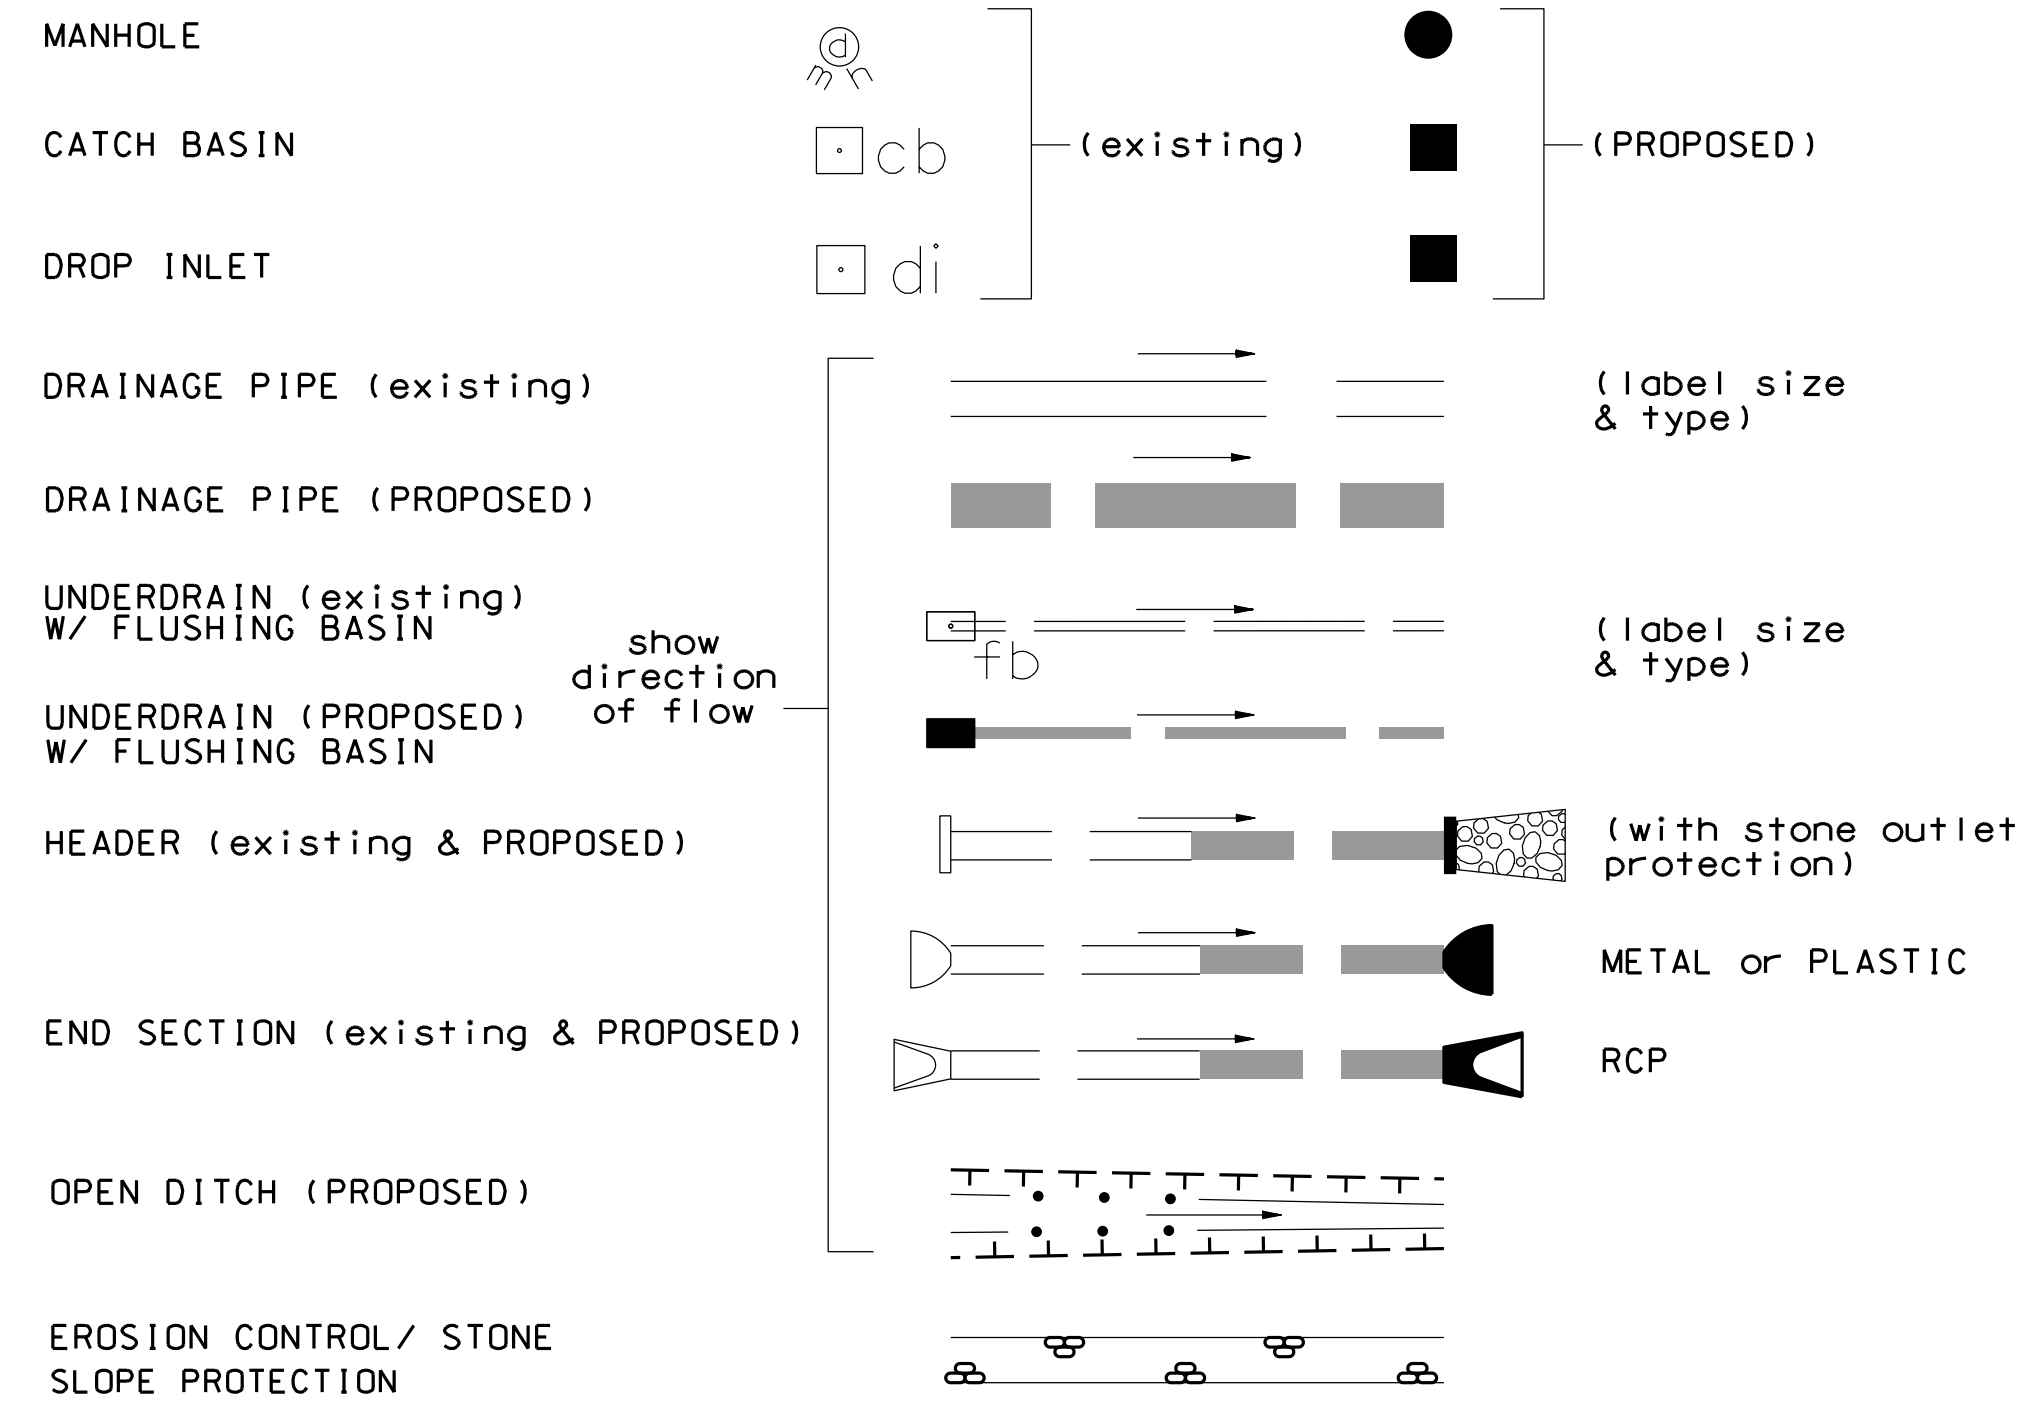 MANHOLE
d
mh
CATCH BASIN
cb
(existing)
(PROPOSED)
DROP INLET
di
DRAINAGE PIPE (existing)
(label size
& type)
DRAINAGE PIPE (PROPOSED)
UNDERDRAIN (existing)
W/ FLUSHING BASIN
fb
(label size
& type)
show
direction
of flow
UNDERDRAIN (PROPOSED)
W/ FLUSHING BASIN
HEADER (existing & PROPOSED)
(with stone outlet
protection)
METAL or PLASTIC
END SECTION (existing & PROPOSED)
RCP
OPEN DITCH (PROPOSED)
EROSION CONTROL/ STONE
SLOPE PROTECTION